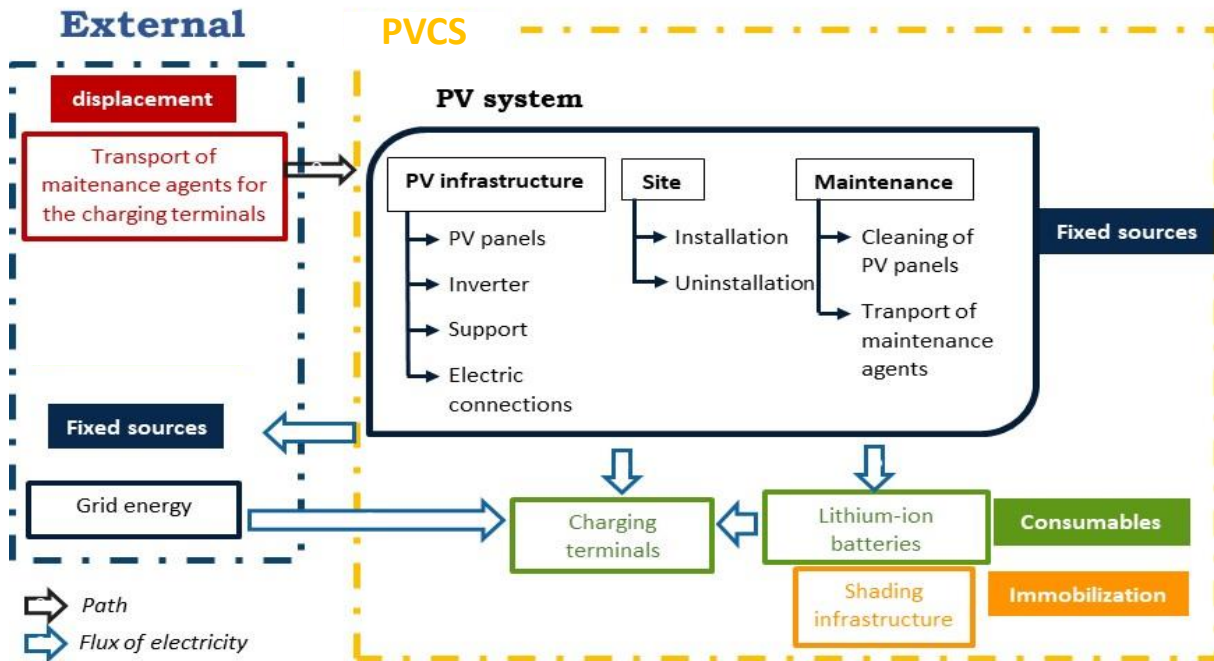 External
PVCS
displacement
Transport of
maitenance agents for
the charging terminals
PV system
PV infrastructure
PV panels
Inverter
Support
Electric
connections
Site
Installation
Uninstallation
Maintenance
Cleaning of
PV panels
Tranport of
maintenance
agents
Fixed sources
Fixed sources
Grid energy
Charging
terminals
Lithium-ion
batteries
Consumables
Shading
infrastructure
Immobilization
Path
Flux of electricity